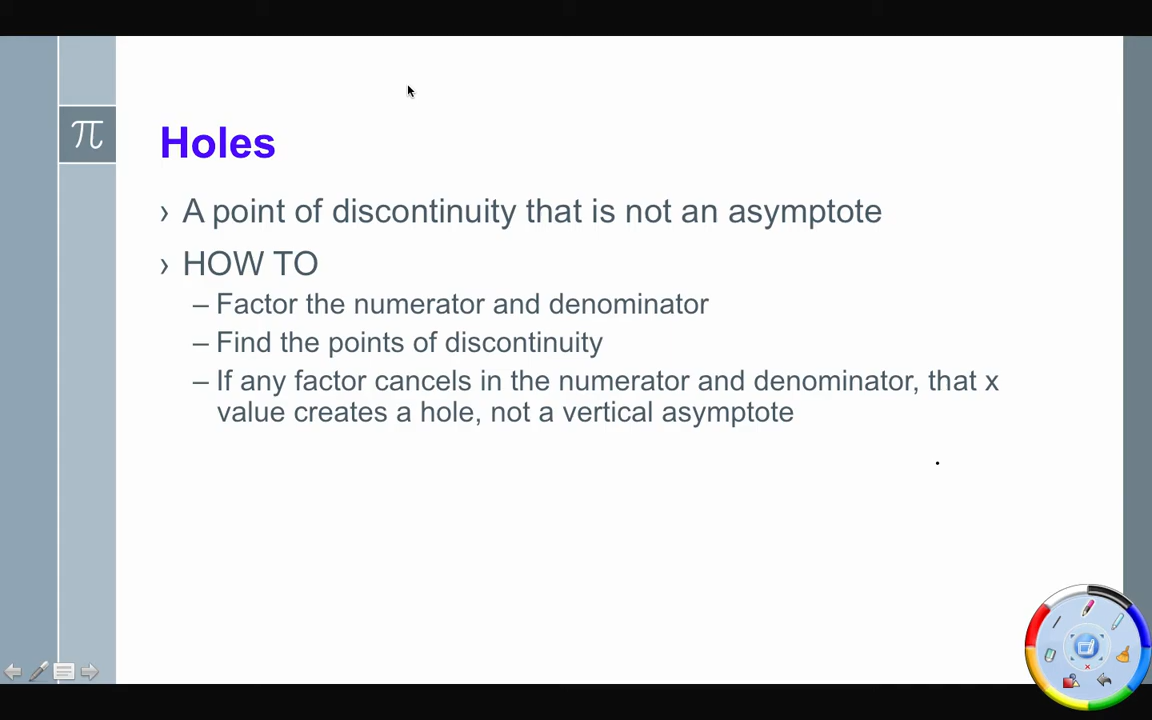 π
Holes
› A point of discontinuity that is not an asymptote
› HOW TO
– Factor the numerator and denominator
– Find the points of discontinuity
– If any factor cancels in the numerator and denominator, that x
value creates a hole, not a vertical asymptote